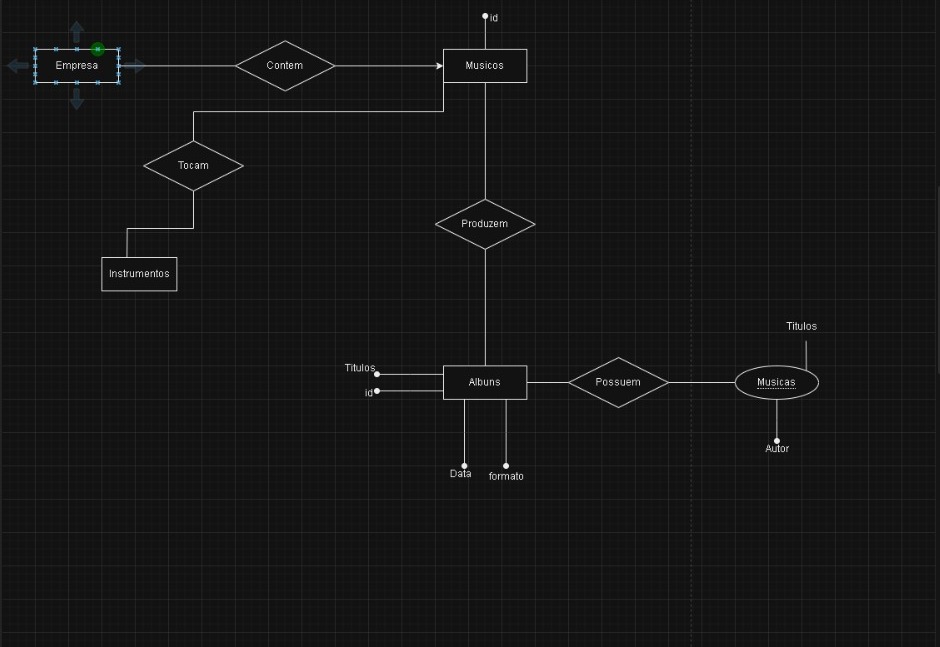 id
Empresa
Contem
Musicos
Tocam
Produzem
Instrumentos
Titulos
Titulos
id
Albuns
Possuem
Musicas
Autor
Data
formato